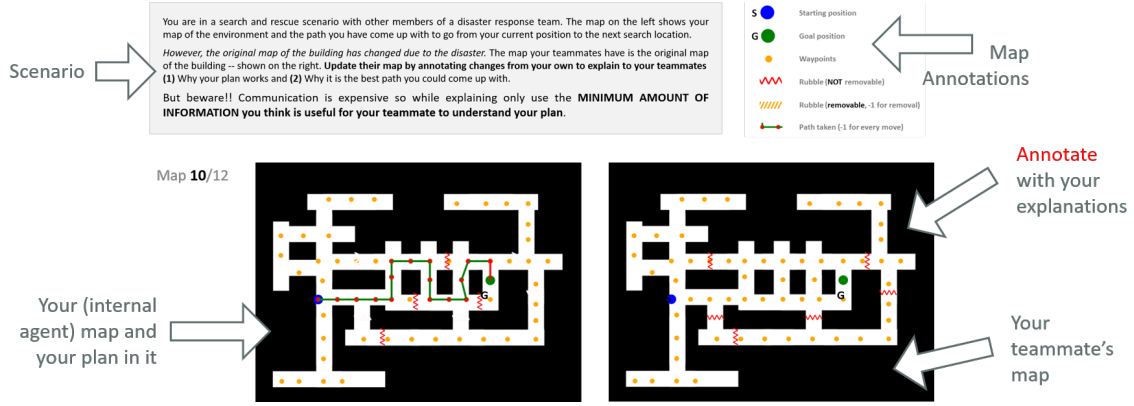 You are in a search and rescue scenario with other members of a disaster response team. The map on the left shows your
map of the environment and the path you have come up with to go from your current position to the next search location.
However, the original map of the building has changed due to the disaster. The map your teammates have is the original map
of the building -- shown on the right. Update their map by annotating changes from your own to explain to your teammates
(1) Why your plan works and (2) Why it is the best path you could come up with.
But beware!! Communication is expensive so while explaining only use the MINIMUM AMOUNT OF
INFORMATION you think is useful for your teammate to understand your plan.
Scenario
S Starting position
G Goal position
Waypoints
Rubble (NOT removable)
Rubble (removable, -1 for removal)
Path taken (-1 for every move)
Map
Annotations
Map 10/12
Annotate
with your
explanations
Your (internal
agent) map and
your plan in it
G
G
Your
teammate's
map